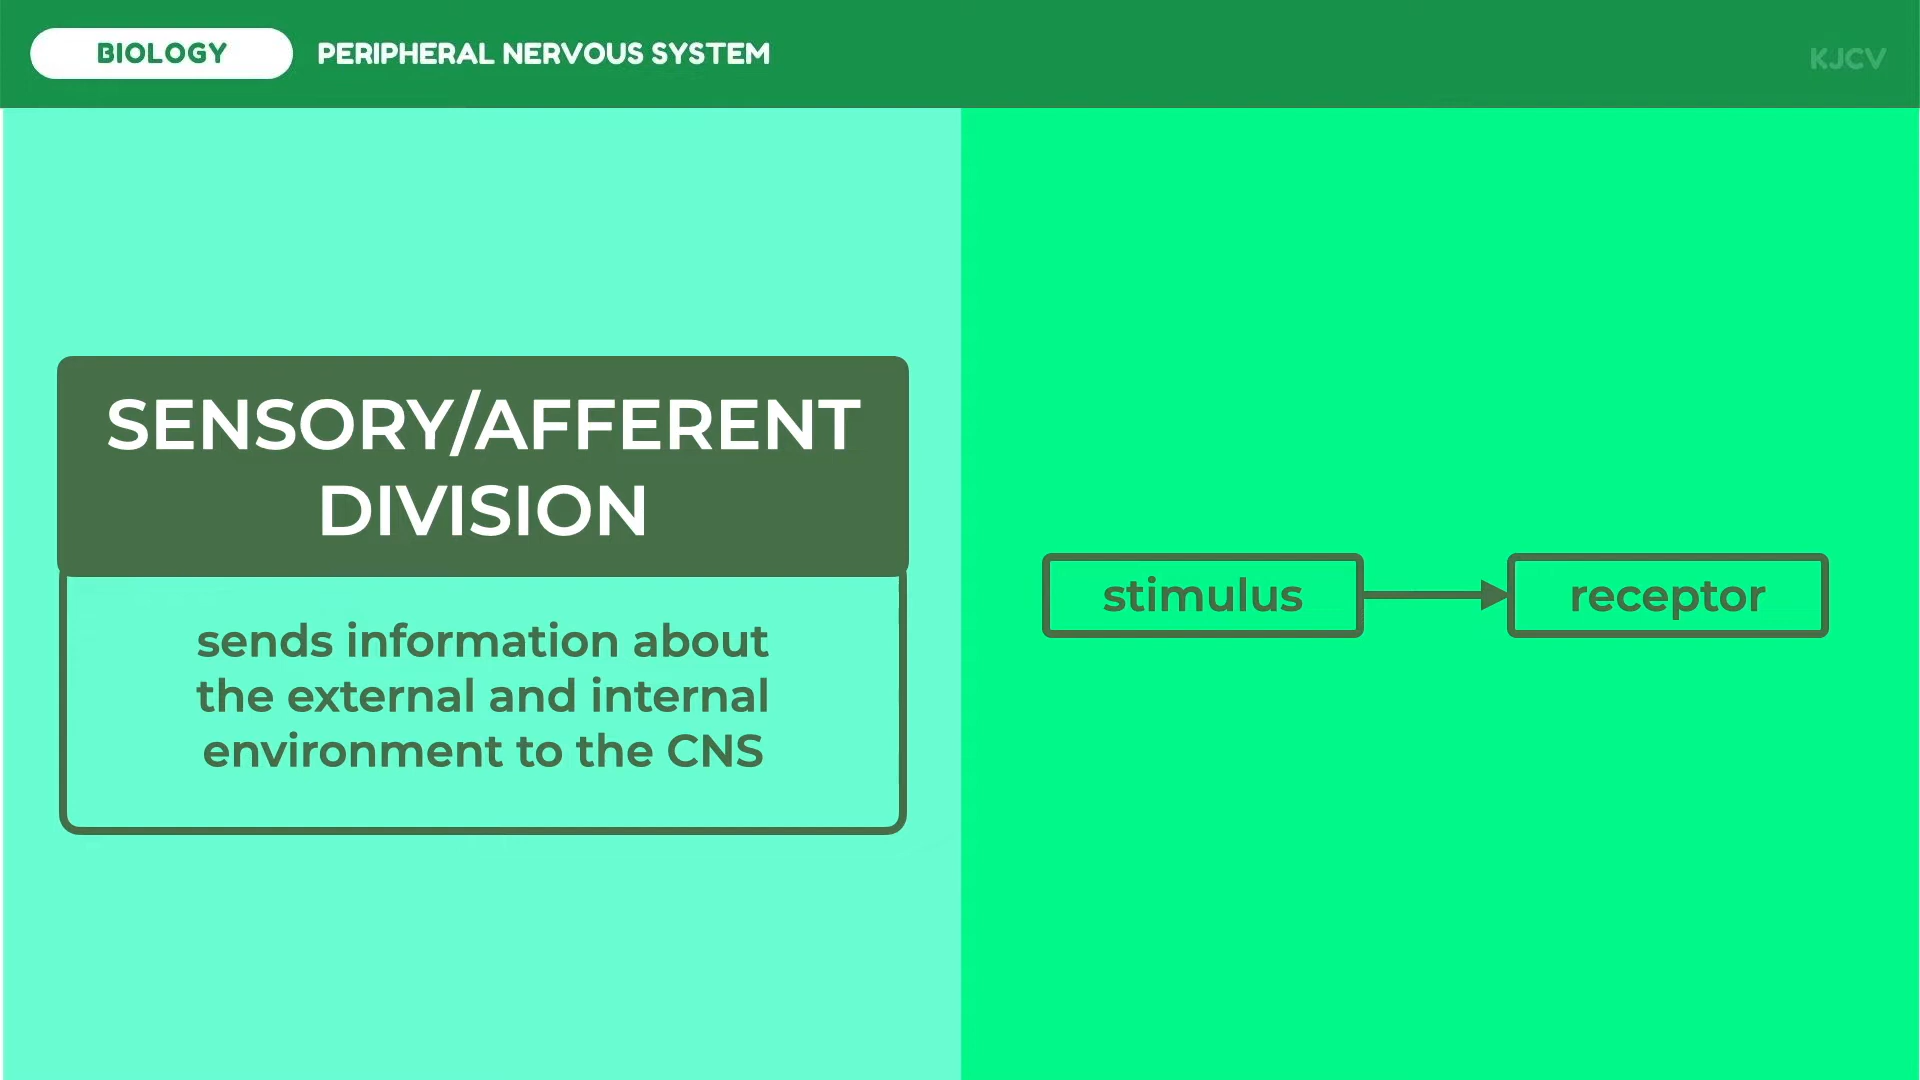 BIOLOGY
PERIPHERAL NERVOUS SYSTEM
KJCV
SENSORY/AFFERENT
DIVISION
sends information about
the external and internal
environment to the CNS
stimulus
receptor